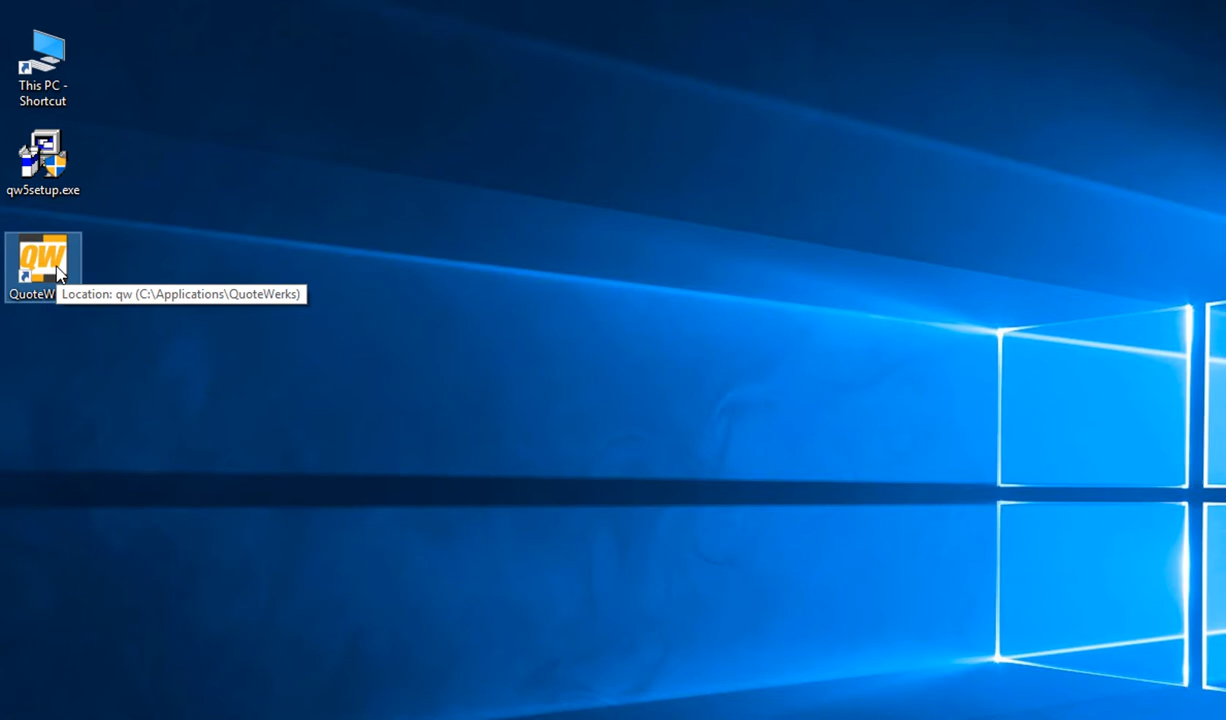 This PC -
Shortcut
qw5setup.exe
QW
QuoteW
Location: qw (C:\Applications\QuoteWerks)